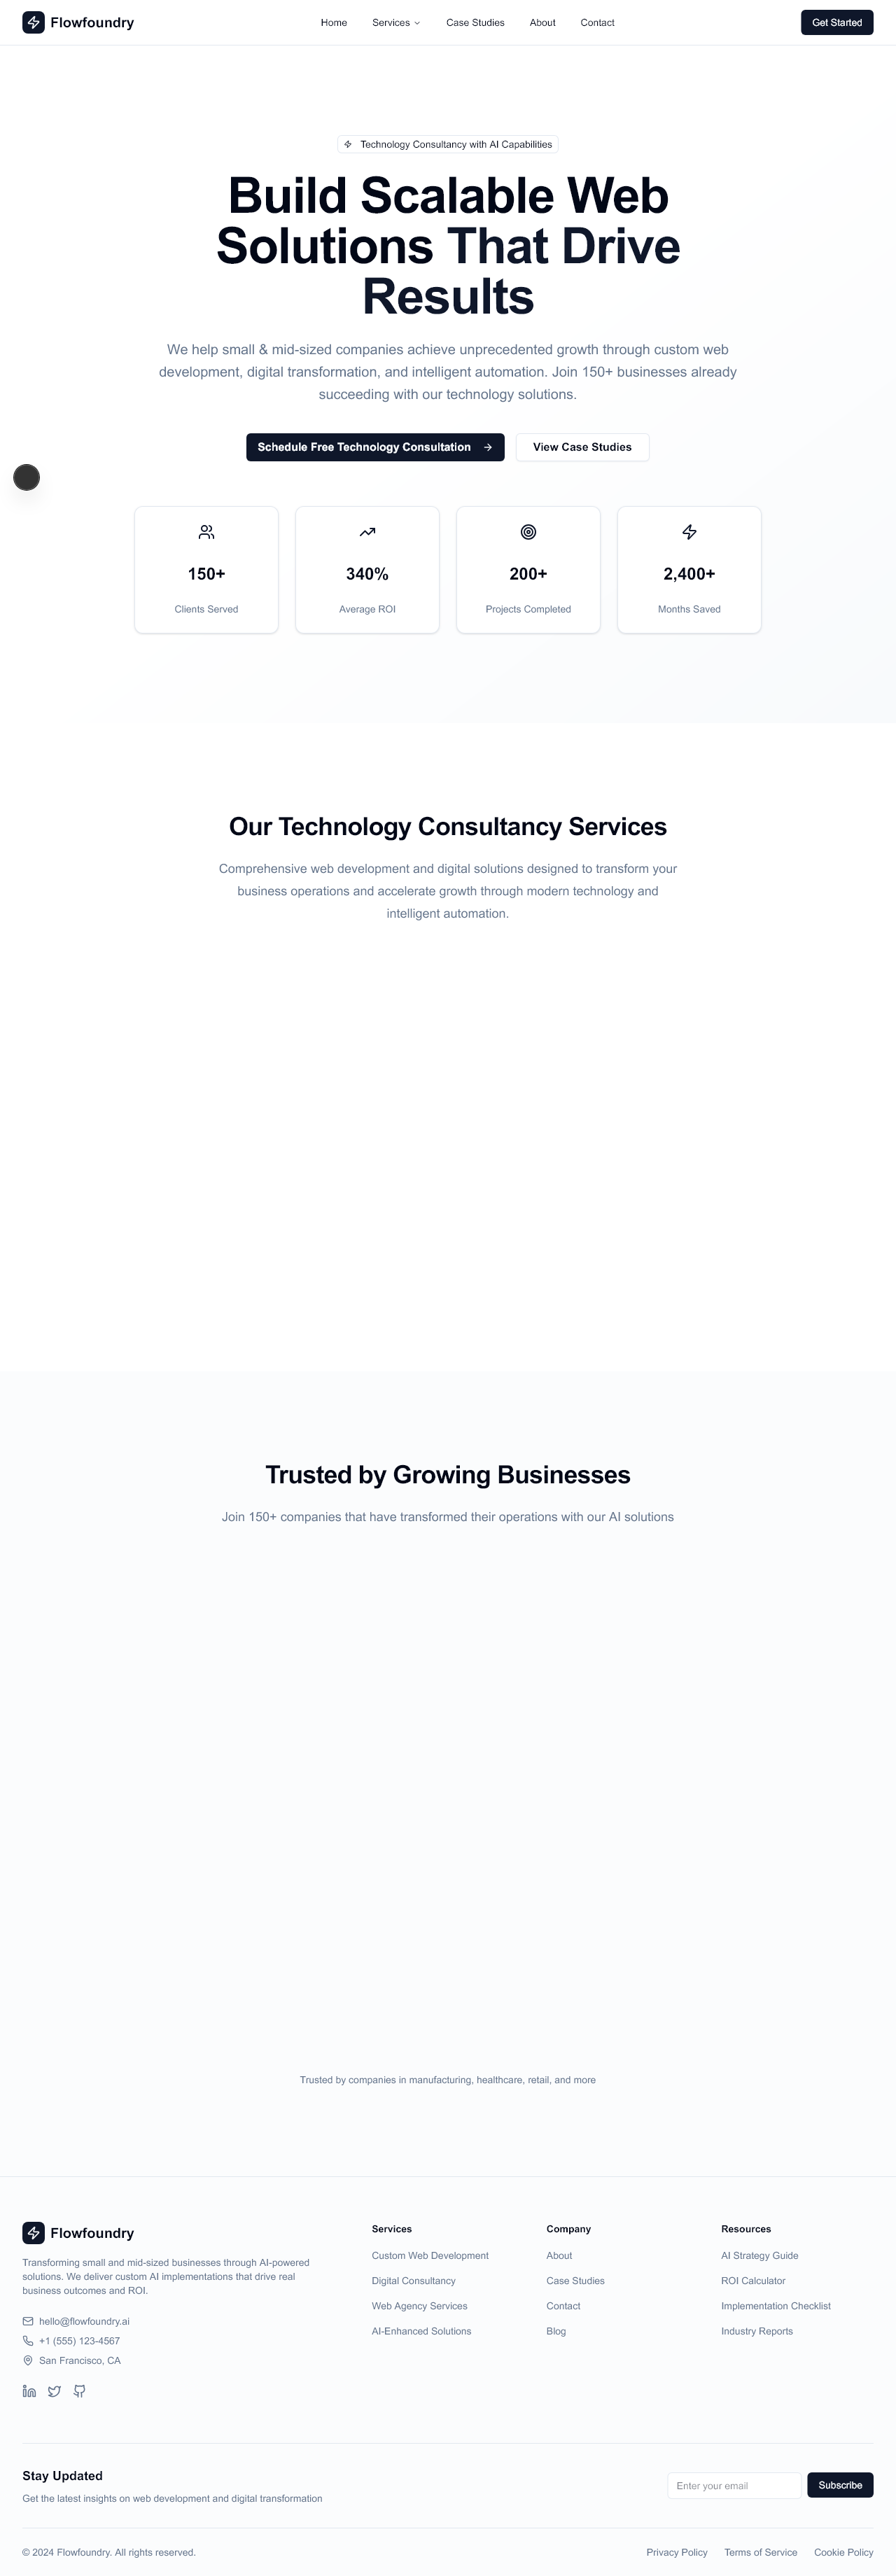 Flowfoundry
Home
Services
Case Studies
About
Contact
Get Started
Technology Consultancy with AI Capabilities
Build Scalable Web
Solutions That Drive
Results
We help small & mid-sized companies achieve unprecedented growth through custom web
development, digital transformation, and intelligent automation. Join 150+ businesses already
succeeding with our technology solutions.
Schedule Free Technology Consultation
View Case Studies
150+
Clients Served
340%
Average ROI
200+
Projects Completed
2,400+
Months Saved
Our Technology Consultancy Services
Comprehensive web development and digital solutions designed to transform your
business operations and accelerate growth through modern technology and
intelligent automation.
Trusted by Growing Businesses
Join 150+ companies that have transformed their operations with our AI solutions
Trusted by companies in manufacturing, healthcare, retail, and more
Flowfoundry
Transforming small and mid-sized businesses through AI-powered
solutions. We deliver custom AI implementations that drive real
business outcomes and ROI.
hello@flowfoundry.ai
+1 (555) 123-4567
San Francisco, CA
Services
Custom Web Development
Digital Consultancy
Web Agency Services
AI-Enhanced Solutions
Company
About
Case Studies
Contact
Blog
Resources
AI Strategy Guide
ROI Calculator
Implementation Checklist
Industry Reports
Stay Updated
Get the latest insights on web development and digital transformation
Enter your email
Subscribe
© 2024 Flowfoundry. All rights reserved.
Privacy Policy
Terms of Service
Cookie Policy